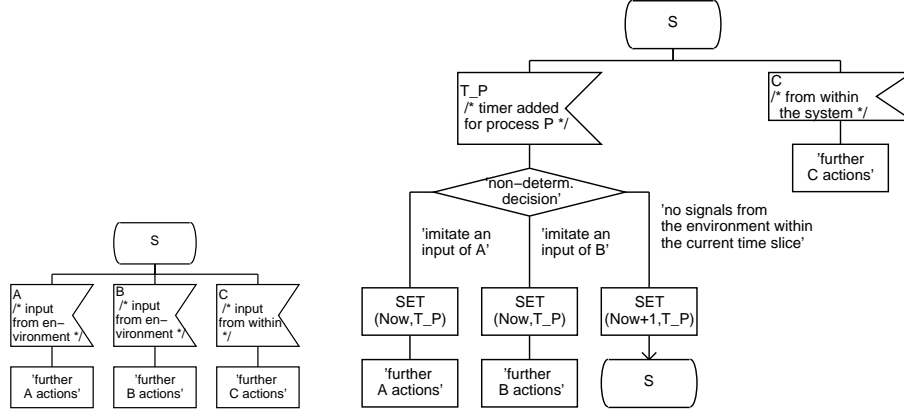 S
A
/* input
from en−
vironment */
B
/* input
from en−
vironment */
C
/* input
from within
*/
'further
A actions'
'further
B actions'
'further
C actions'
S
T_P
/* timer added
for process P */
C
/* from within
the system */
'further
C actions'
'non−determ.
decision'
'imitate an
input of A'
'imitate an
input of B'
'no signals from
the environment within
the current time slice'
SET
(Now,T_P)
SET
(Now,T_P)
SET
(Now+1,T_P)
'further
A actions'
'further
B actions'
S